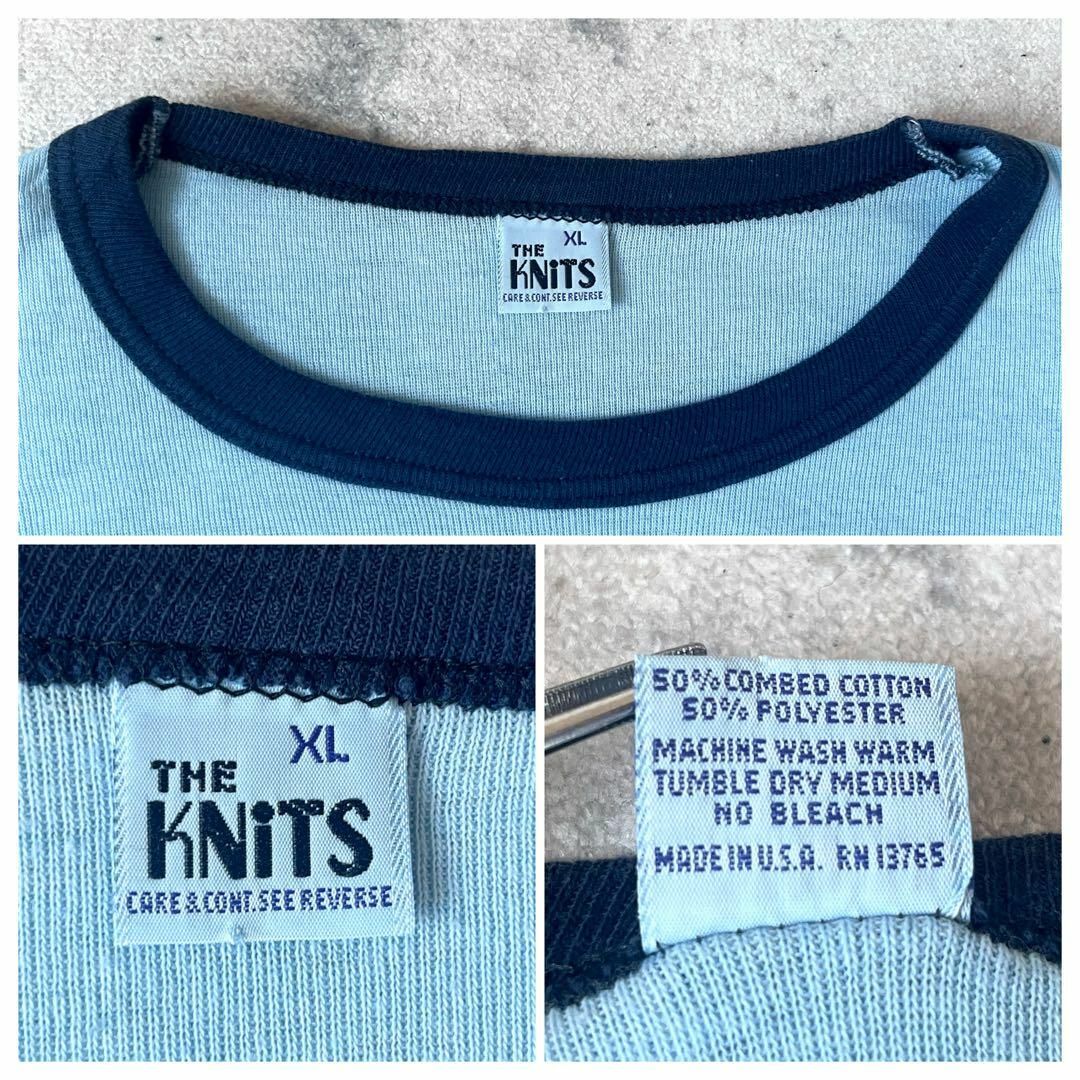 XL
THE
KNiTS
CARE & CONT. SEE REVERSE
XL
THE
KNiTS
CARE & CONT. SEE REVERSE
50% COMBED COTTON
50% POLYESTER
MACHINE WASH WARM
TUMBLE DRY MEDIUM
NO BLEACH
MADE IN U.S.A. RN 13765